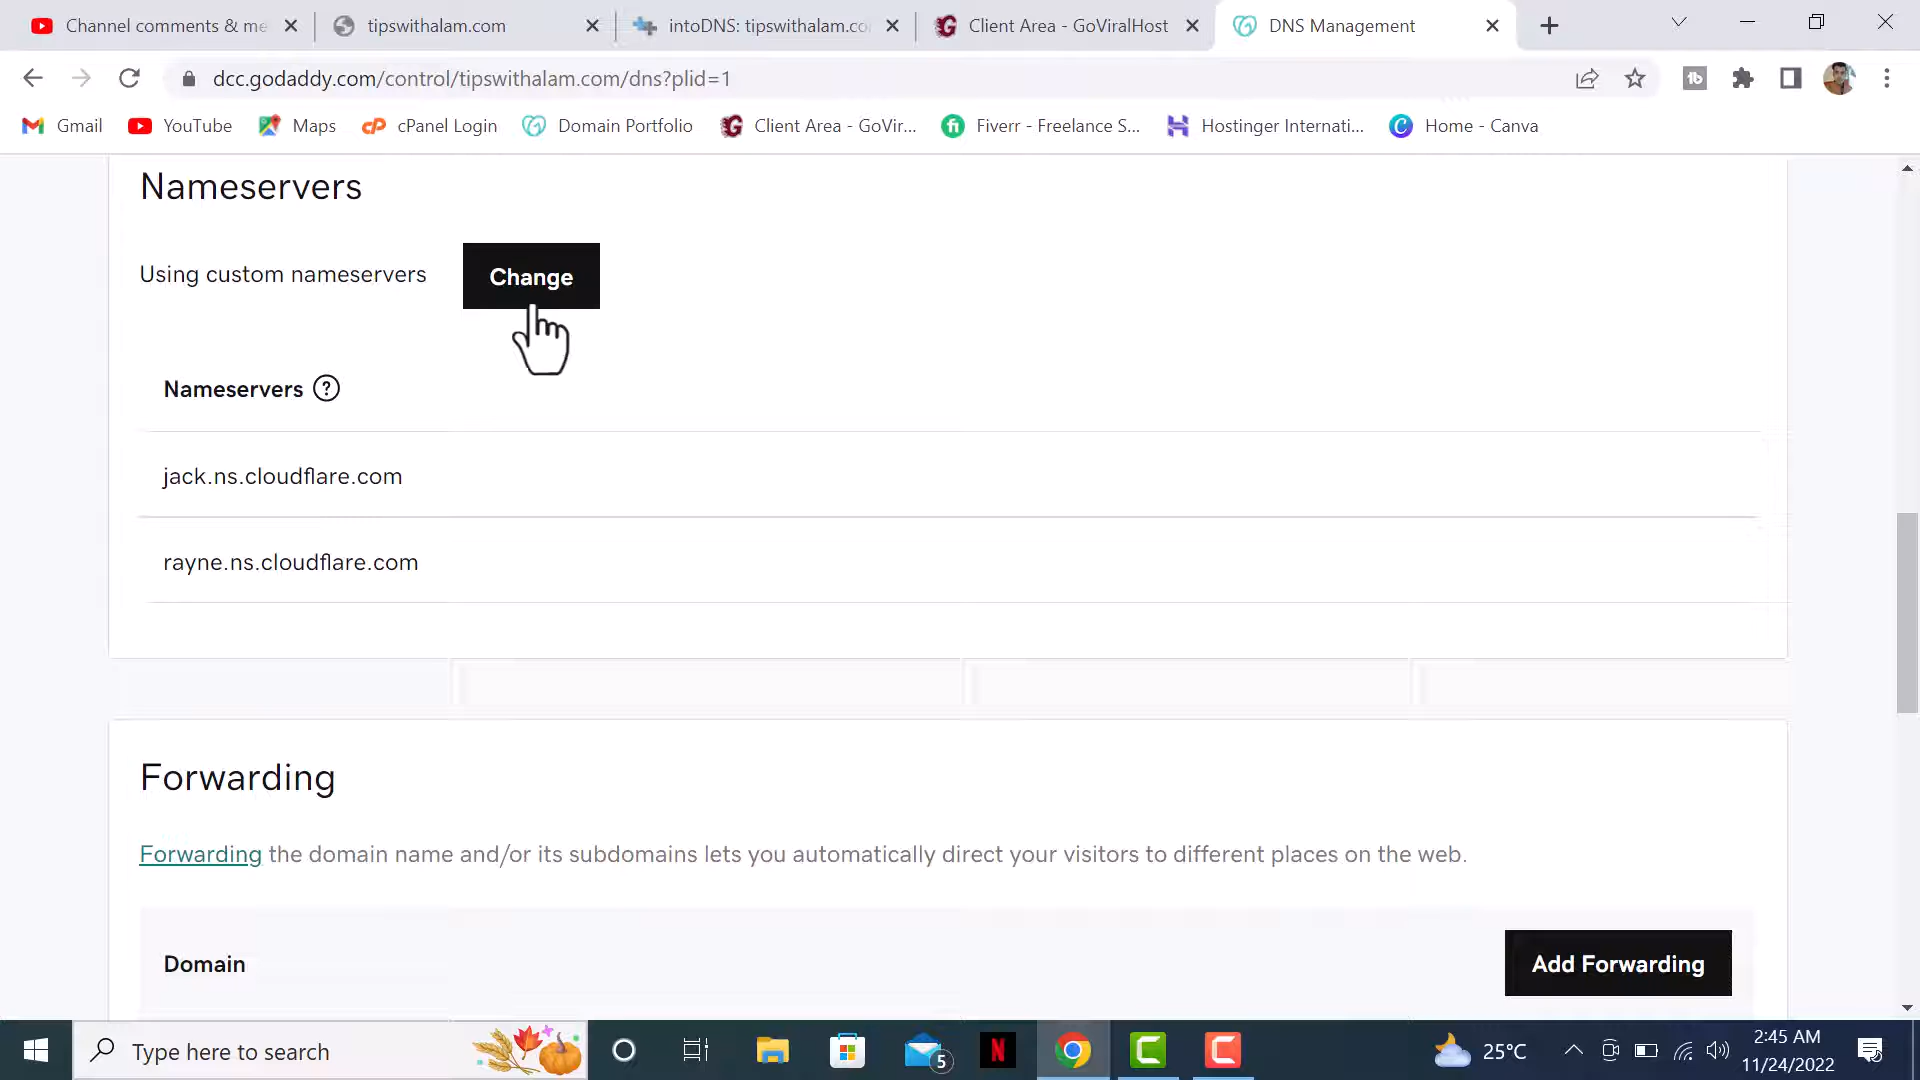 Channel comments & me
tipswithalam.com
intoDNS: tipswithalam.co
Client Area - GoViralHost
DNS Management
dcc.godaddy.com/control/tipswithalam.com/dns?plid=1
Gmail
YouTube
Maps
cPanel Login
Domain Portfolio
Client Area - GoVir...
Fiverr - Freelance S...
Hostinger Internati...
Home - Canva
Nameservers
Using custom nameservers
Change
Nameservers ?
jack.ns.cloudflare.com
rayne.ns.cloudflare.com
Forwarding
Forwarding the domain name and/or its subdomains lets you automatically direct your visitors to different places on the web.
Domain
Add Forwarding
Type here to search
5
25°C
2:45 AM
11/24/2022